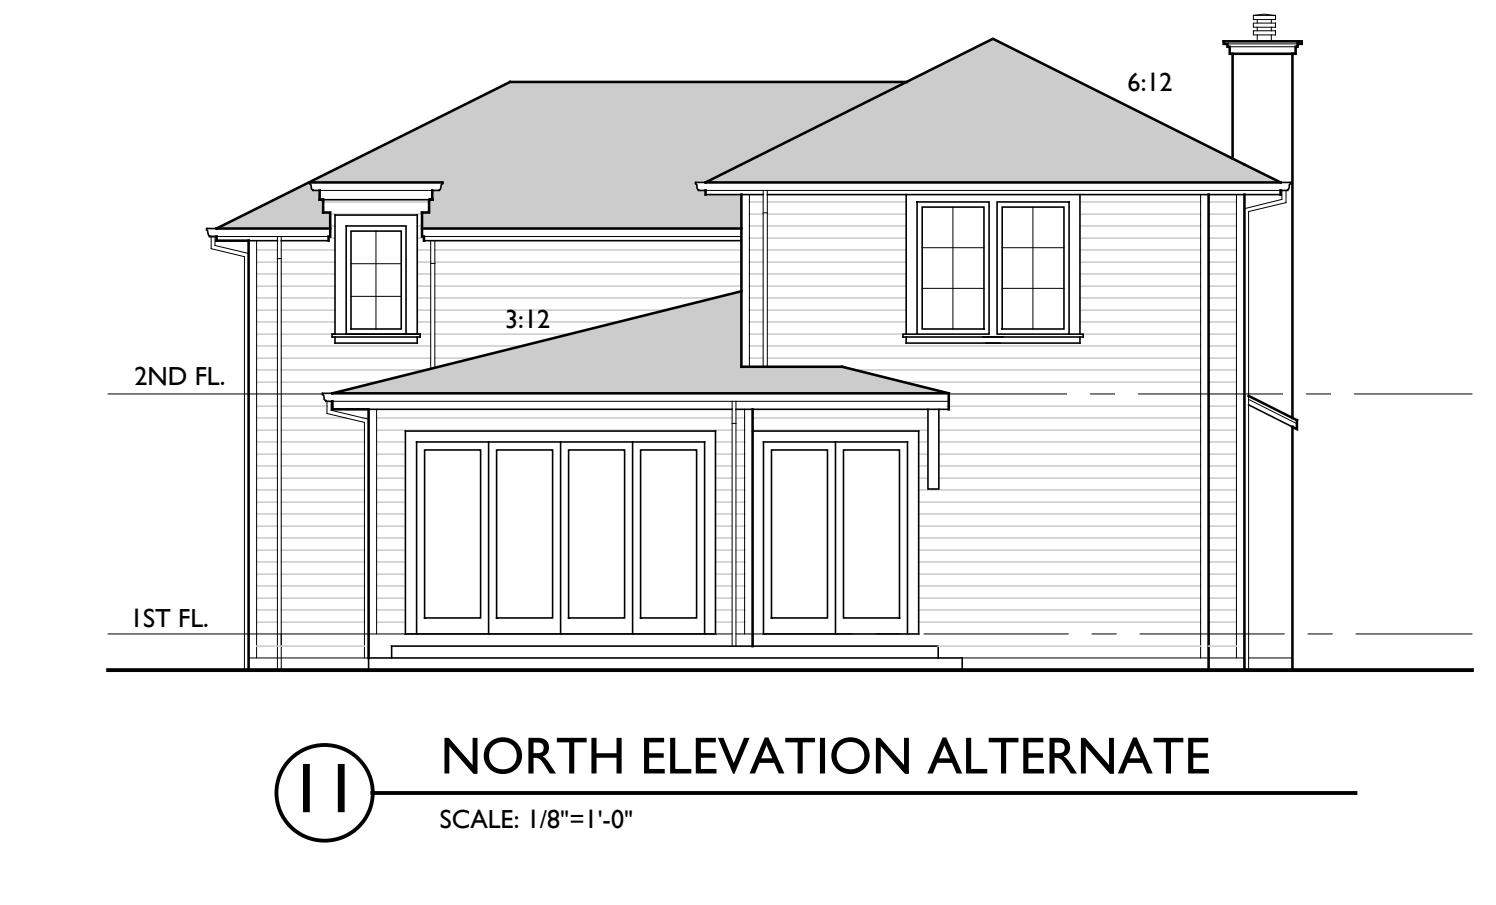 6:12
3:12
2ND FL.
1ST FL.
11
NORTH ELEVATION ALTERNATE
SCALE: 1/8"=1'-0"